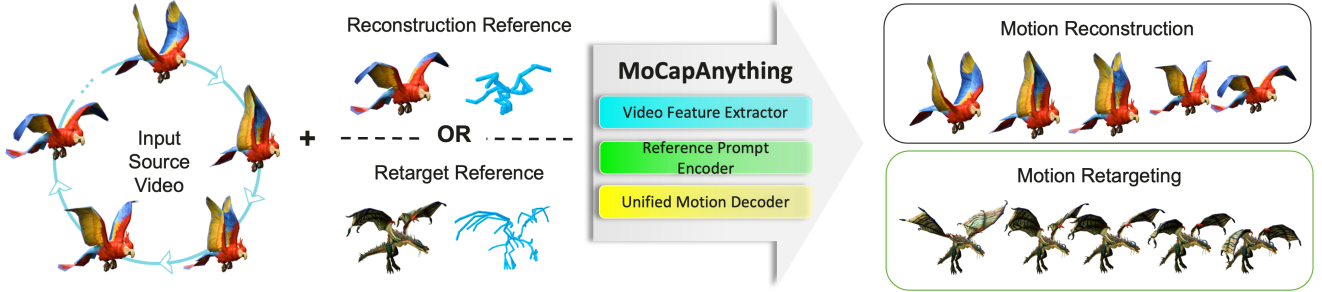 Input
Source
Video
+
Reconstruction Reference
OR
Retarget Reference
MoCapAnything
Video Feature Extractor
Reference Prompt
Encoder
Unified Motion Decoder
Motion Reconstruction
Motion Retargeting